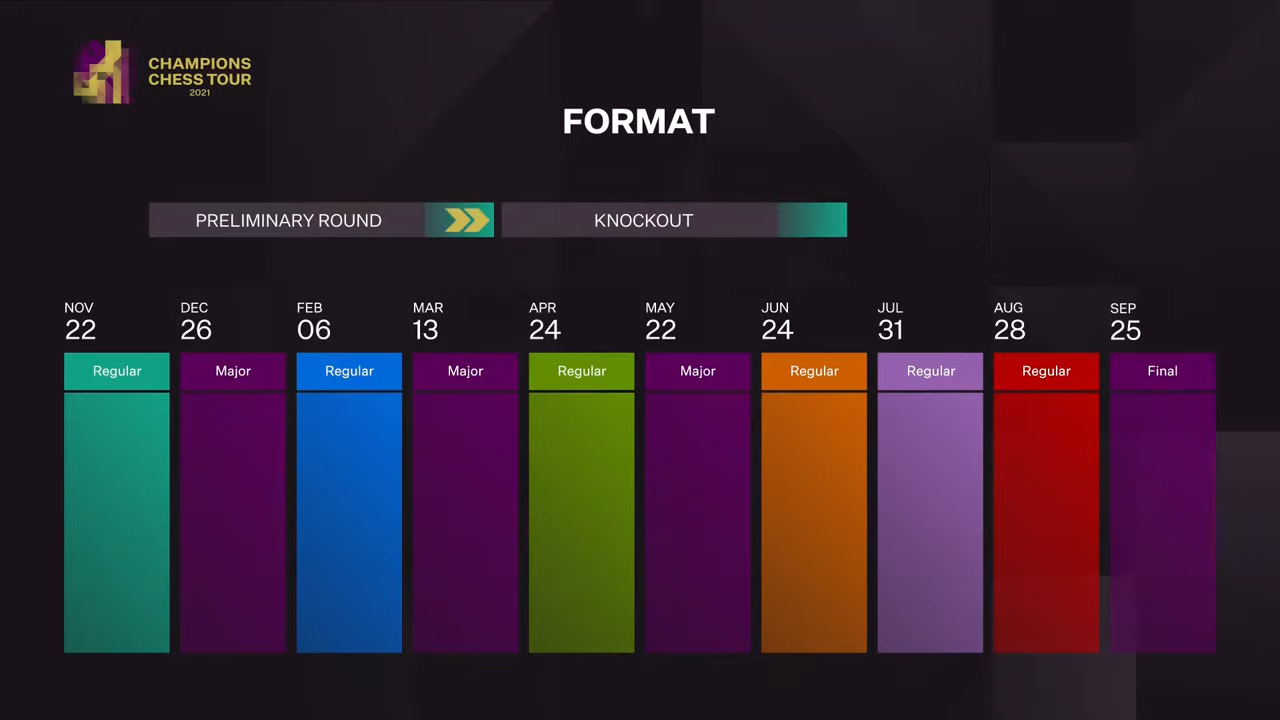 CHAMPIONS
CHESS TOUR
2021
FORMAT
PRELIMINARY ROUND
KNOCKOUT
NOV DEC FEB MAR APR MAY JUN JUL AUG SEP
22 26 06 13 24 22 24 31 28 25
Regular Major Regular Major Regular Major Regular Regular Regular Final